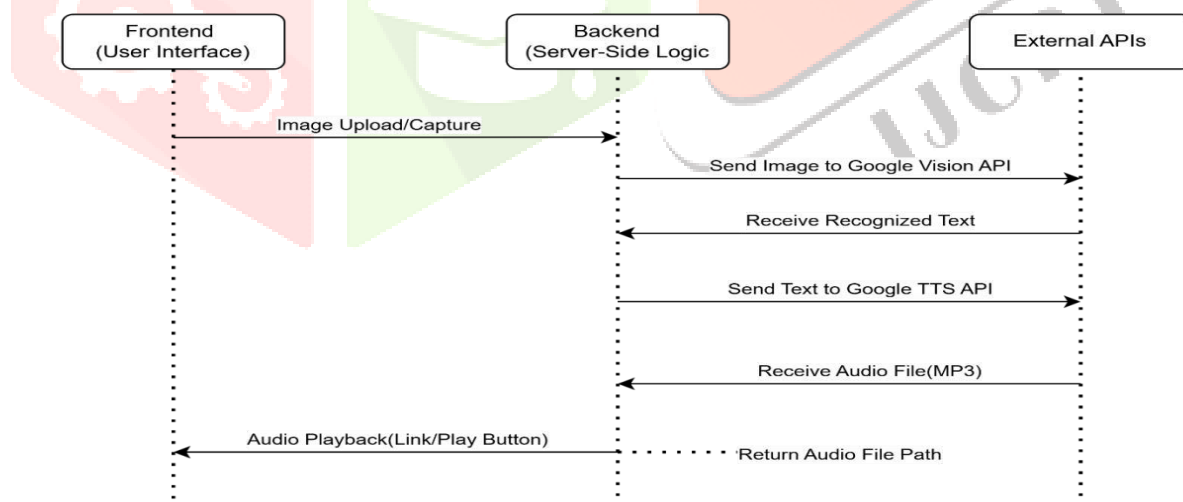 Frontend
(User Interface)
Backend
(Server-Side Logic
External APIs
Image Upload/Capture
Send Image to Google Vision API
Receive Recognized Text
Send Text to Google TTS API
Receive Audio File(MP3)
Audio Playback(Link/Play Button)
Return Audio File Path